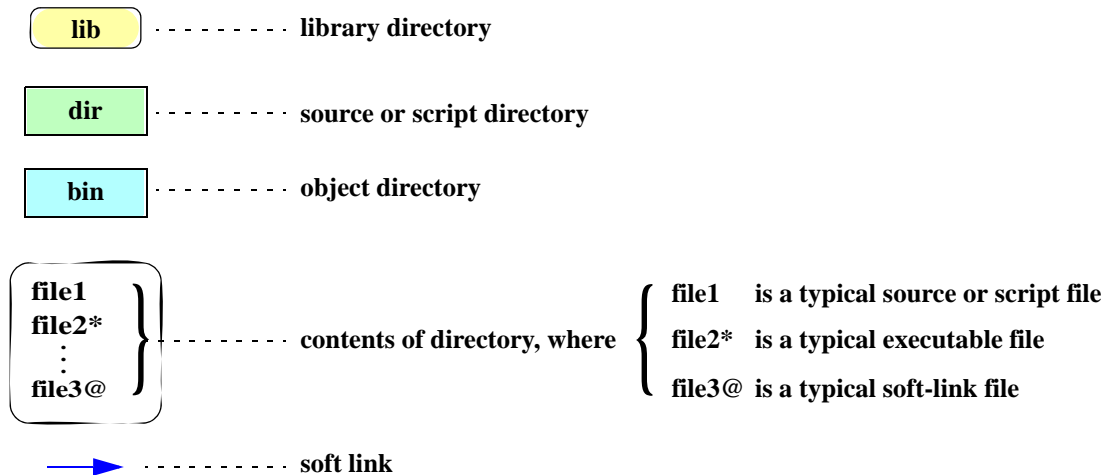 lib library directory
dir source or script directory
bin object directory
file1
file2*
file3@
contents of directory, where
file1 is a typical source or script file
file2* is a typical executable file
file3@ is a typical soft-link file
soft link